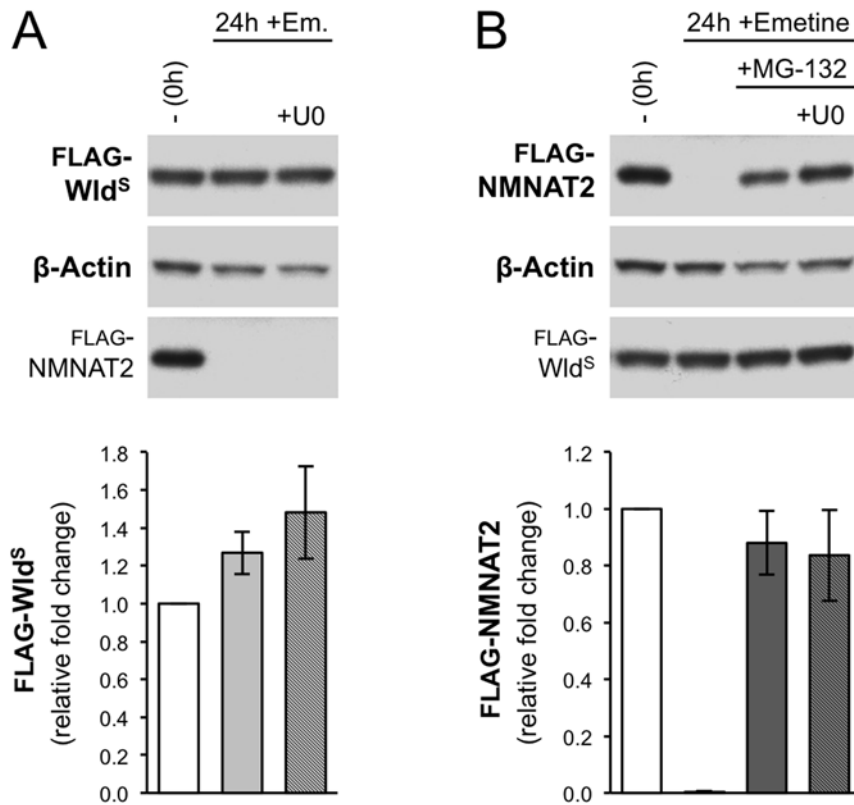 A
24h +Em.
- (0h)
+U0
FLAG-
Wldˢ
β-Actin
FLAG-
NMNAT2
1.8
1.6
1.4
1.2
1.0
0.8
0.6
0.4
0.2
0.0
FLAG-Wldˢ
(relative fold change)
B
24h +Emetine
+MG-132
- (0h)
+U0
FLAG-
NMNAT2
β-Actin
FLAG-
Wldˢ
1.2
1.0
0.8
0.6
0.4
0.2
0.0
FLAG-NMNAT2
(relative fold change)